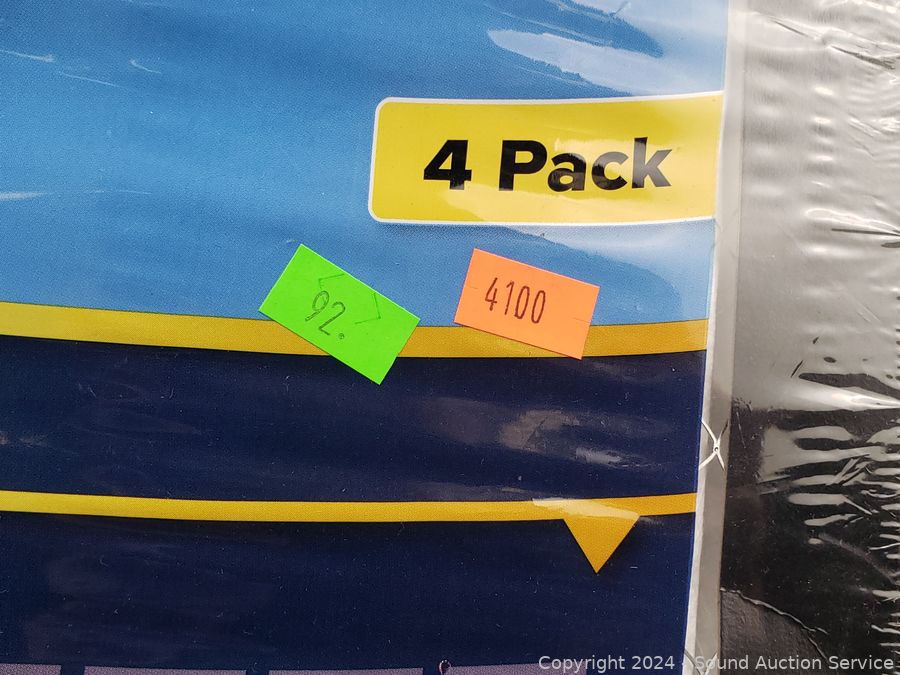 4 Pack
92.
4100
Copyright 2024 - Sound Auction Service